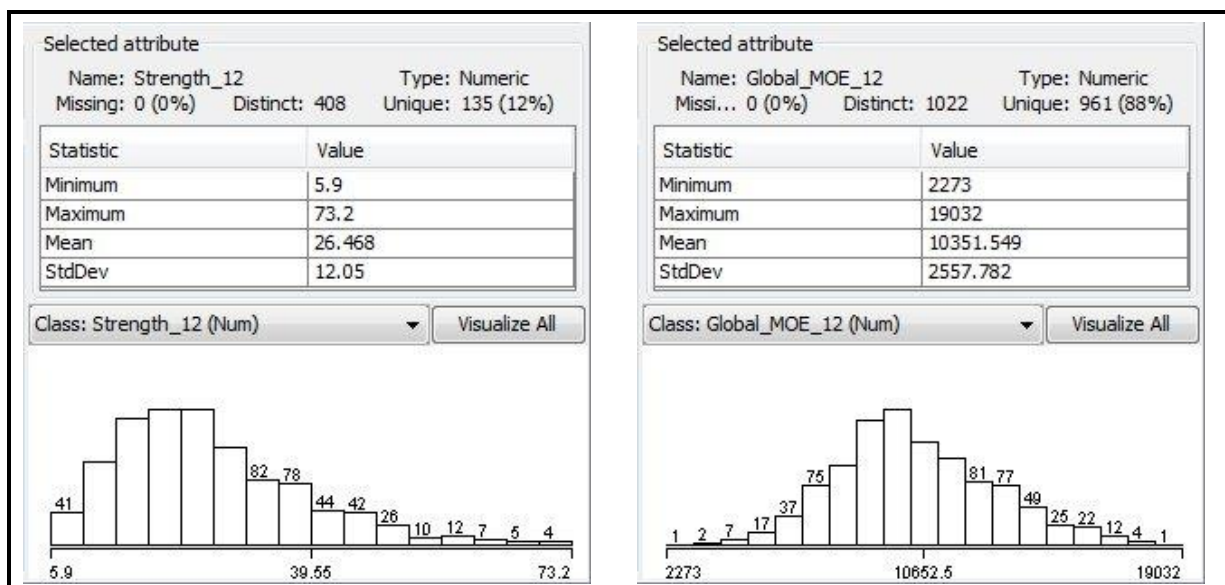 Selected attribute
Name: Strength_12 Type: Numeric
Missing: 0 (0%) Distinct: 408 Unique: 135 (12%)
Statistic Value
Minimum 5.9
Maximum 73.2
Mean 26.468
StdDev 12.05
Class: Strength_12 (Num) Visualize All
41 82 78 44 42 26 10 12 7 5 4
5.9 39.55 73.2
Selected attribute
Name: Global_MOE_12 Type: Numeric
Missi... 0 (0%) Distinct: 1022 Unique: 961 (88%)
Statistic Value
Minimum 2273
Maximum 19032
Mean 10351.549
StdDev 2557.782
Class: Global_MOE_12 (Num) Visualize All
1 2 7 17 37 75 81 77 49 25 22 12 4 1
2273 10652.5 19032